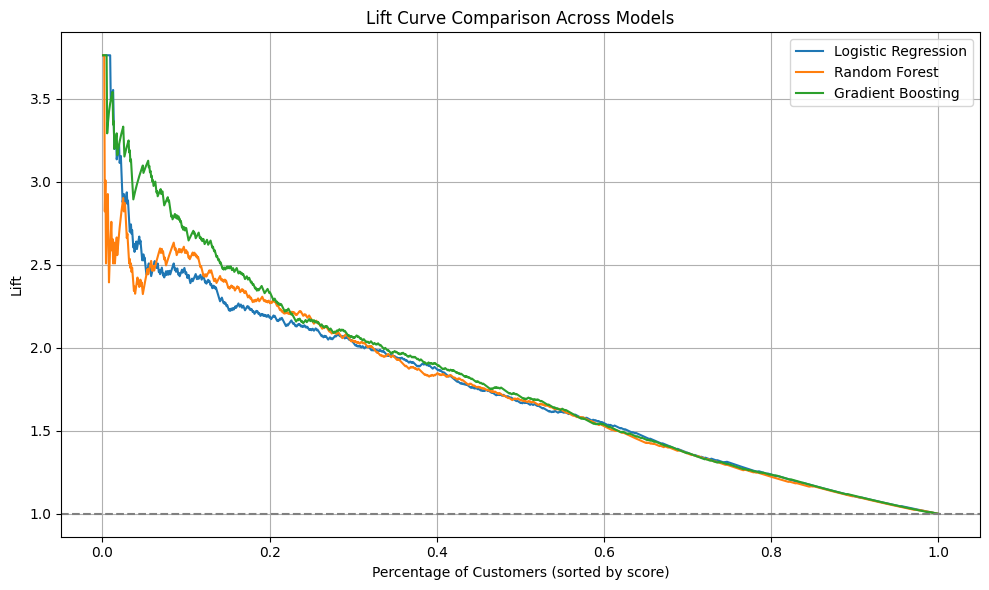 Lift Curve Comparison Across Models
Logistic Regression
Random Forest
Gradient Boosting
Lift
3.5
3.0
2.5
2.0
1.5
1.0
0.0
0.2
0.4
0.6
0.8
1.0
Percentage of Customers (sorted by score)